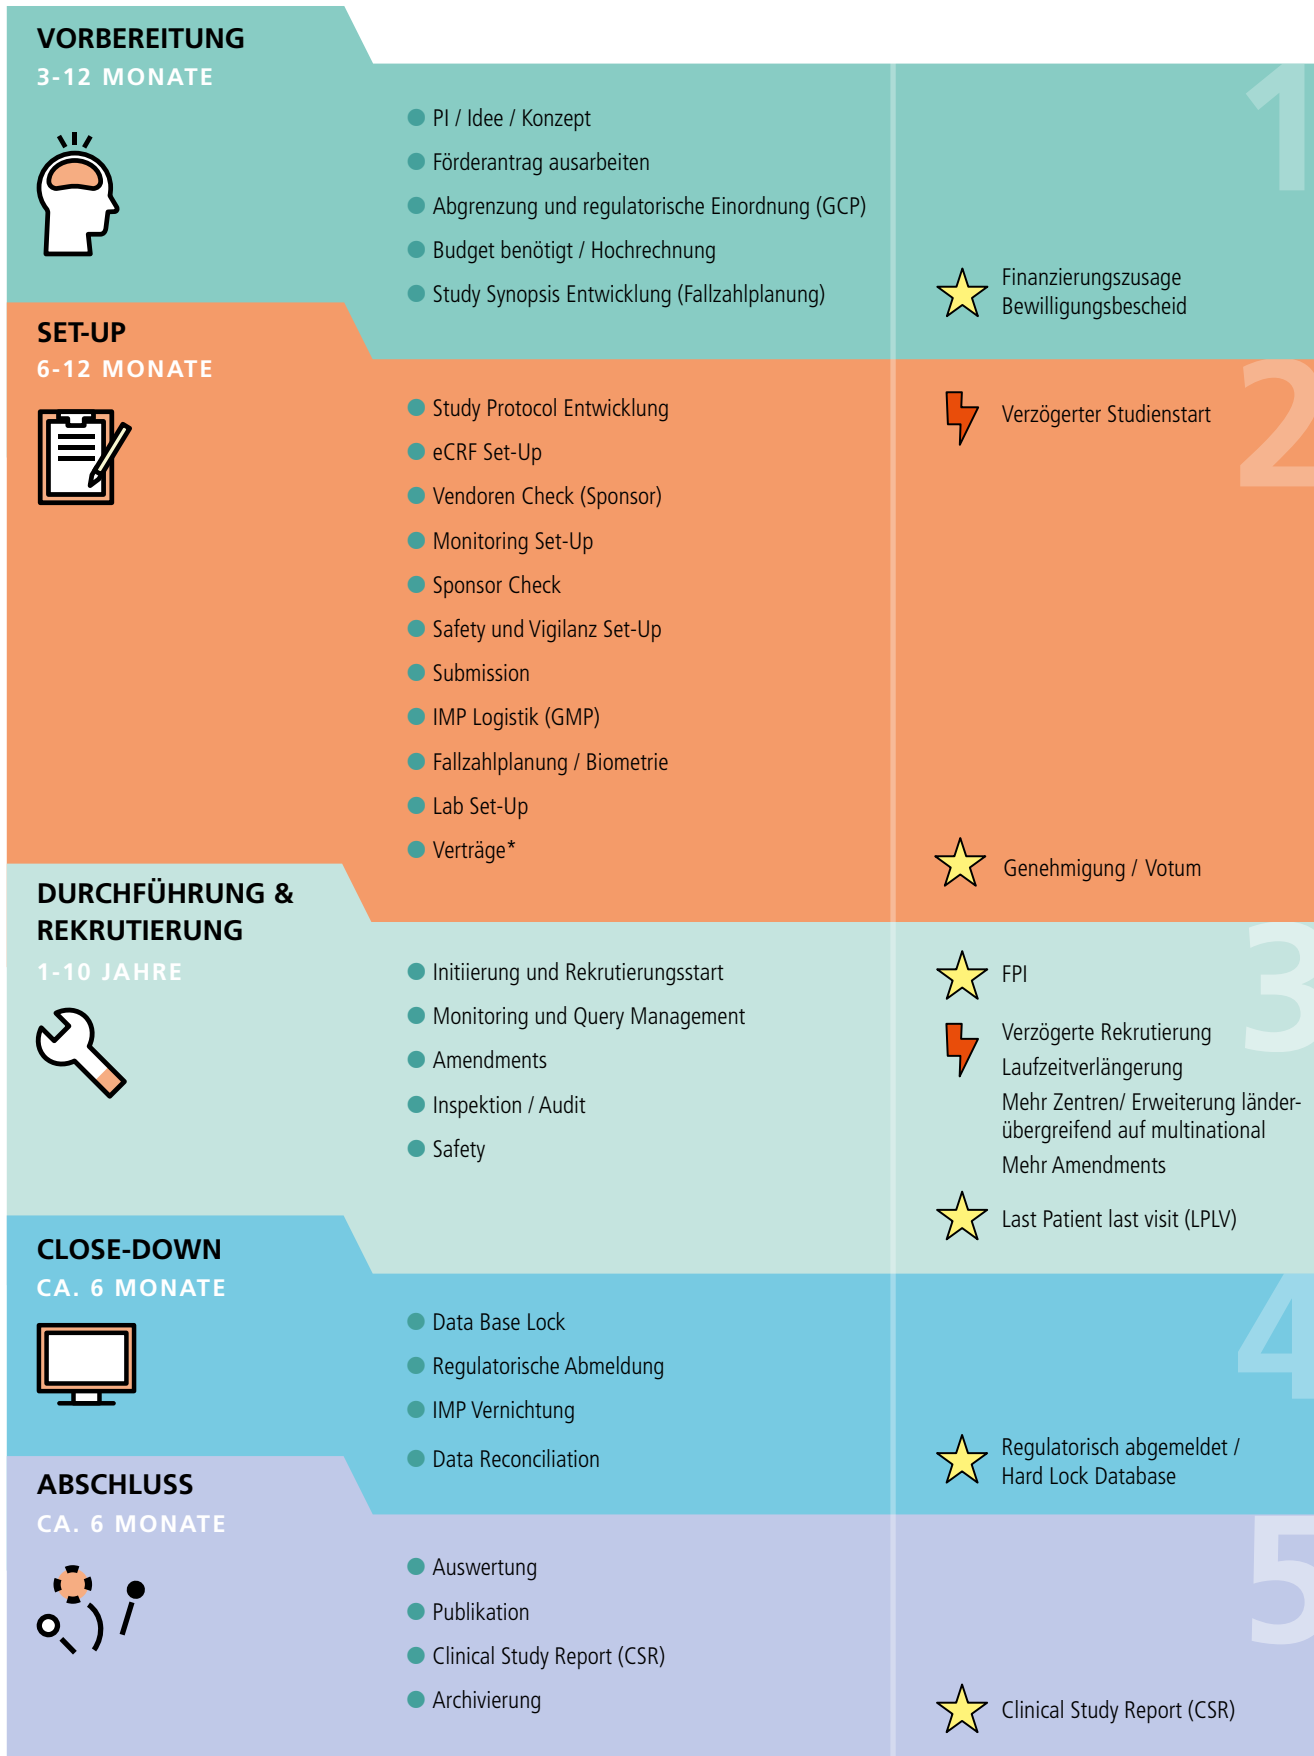 VORBEREITUNG
3-12 MONATE
1
PI / Idee / Konzept
Förderantrag ausarbeiten
Abgrenzung und regulatorische Einordnung (GCP)
Budget benötigt / Hochrechnung
Study Synopsis Entwicklung (Fallzahlplanung)
Finanzierungszusage
Bewilligungsbescheid
SET-UP
6-12 MONATE
2
Study Protocol Entwicklung
eCRF Set-Up
Vendoren Check (Sponsor)
Monitoring Set-Up
Sponsor Check
Safety und Vigilanz Set-Up
Submission
IMP Logistik (GMP)
Fallzahlplanung / Biometrie
Lab Set-Up
Verträge*
Verzögerter Studienstart
Genehmigung / Votum
DURCHFÜHRUNG &
REKRUTIERUNG
1-10 JAHRE
3
Initiierung und Rekrutierungsstart
Monitoring und Query Management
Amendments
Inspektion / Audit
Safety
FPI
Verzögerte Rekrutierung
Laufzeitverlängerung
Mehr Zentren/ Erweiterung länder-
übergreifend auf multinational
Mehr Amendments
Last Patient last visit (LPLV)
CLOSE-DOWN
CA. 6 MONATE
4
Data Base Lock
Regulatorische Abmeldung
IMP Vernichtung
Data Reconciliation
Regulatorisch abgemeldet /
Hard Lock Database
ABSCHLUSS
CA. 6 MONATE
5
Auswertung
Publikation
Clinical Study Report (CSR)
Archivierung
Clinical Study Report (CSR)